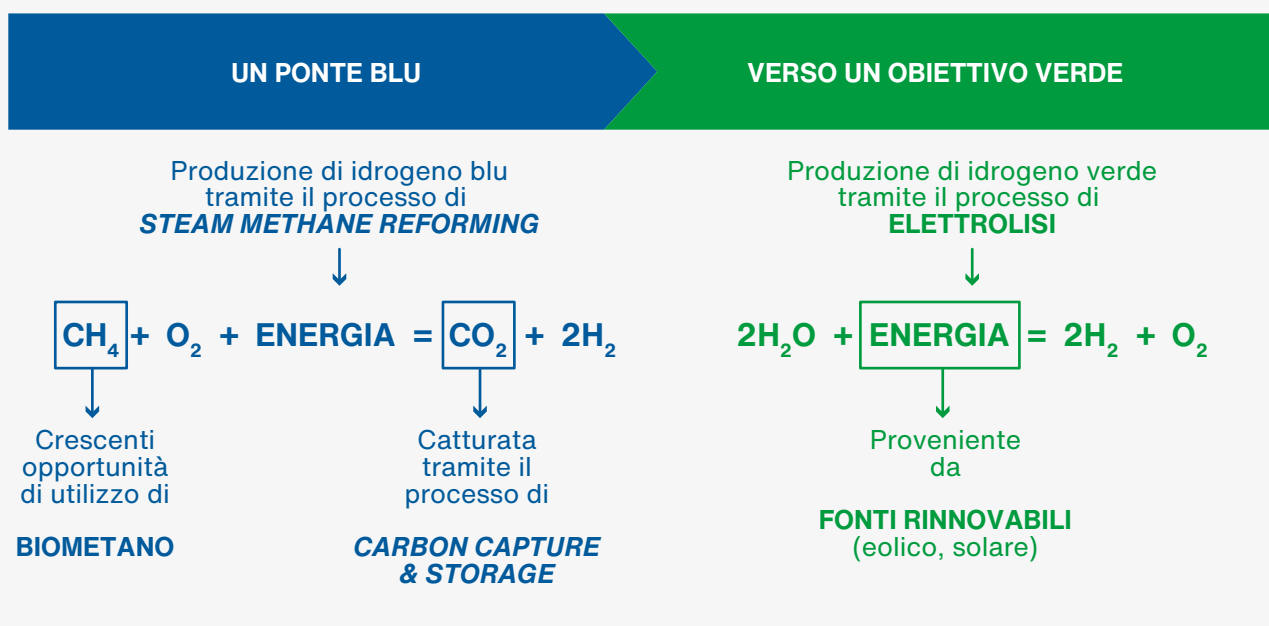 UN PONTE BLU
VERSO UN OBIETTIVO VERDE
Produzione di idrogeno blu
tramite il processo di
STEAM METHANE REFORMING
CH₄ + O₂ + ENERGIA = CO₂ + 2H₂
Crescenti
opportunità
di utilizzo di
BIOMETANO
Catturata
tramite il
processo di
CARBON CAPTURE
& STORAGE
Produzione di idrogeno verde
tramite il processo di
ELETTROLISI
2H₂O + ENERGIA = 2H₂ + O₂
Proveniente
da
FONTI RINNOVABILI
(eolico, solare)